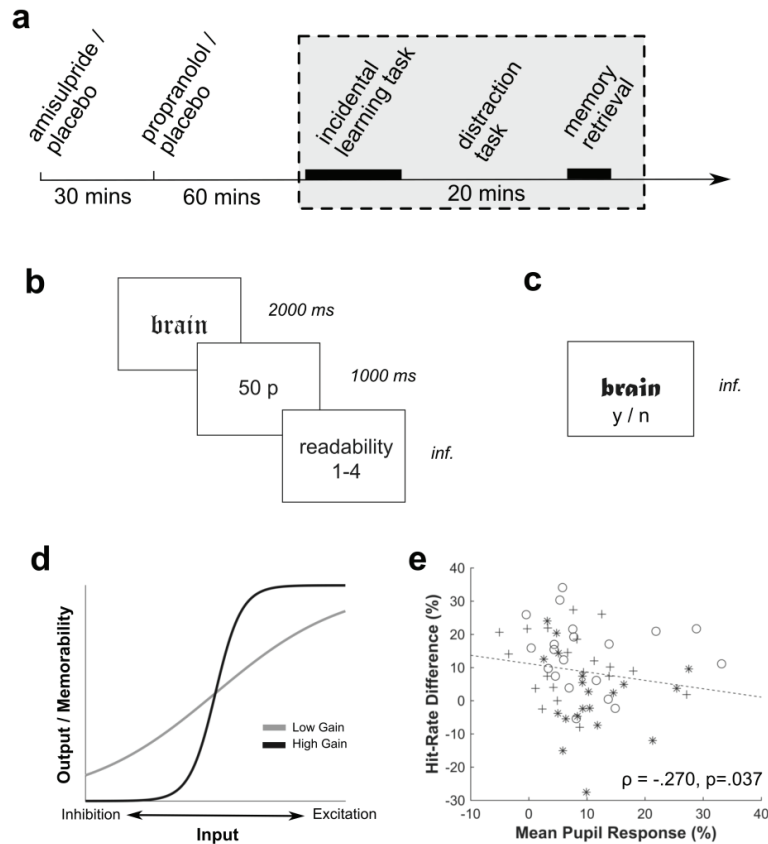 a
amisulpride /
placebo
propranolol /
placebo
incidental
learning task
distraction
task
memory
retrieval
30 mins
60 mins
20 mins
b
brain
2000 ms
50 p
1000 ms
readability
1-4
inf.
c
brain
y / n
inf.
d
Output / Memorability
Low Gain
High Gain
Inhibition
Excitation
Input
e
Hit-Rate Difference (%)
40
30
20
10
0
-10
-20
-30
ρ = -.270, p=.037
0 10 20 30 40
Mean Pupil Response (%)